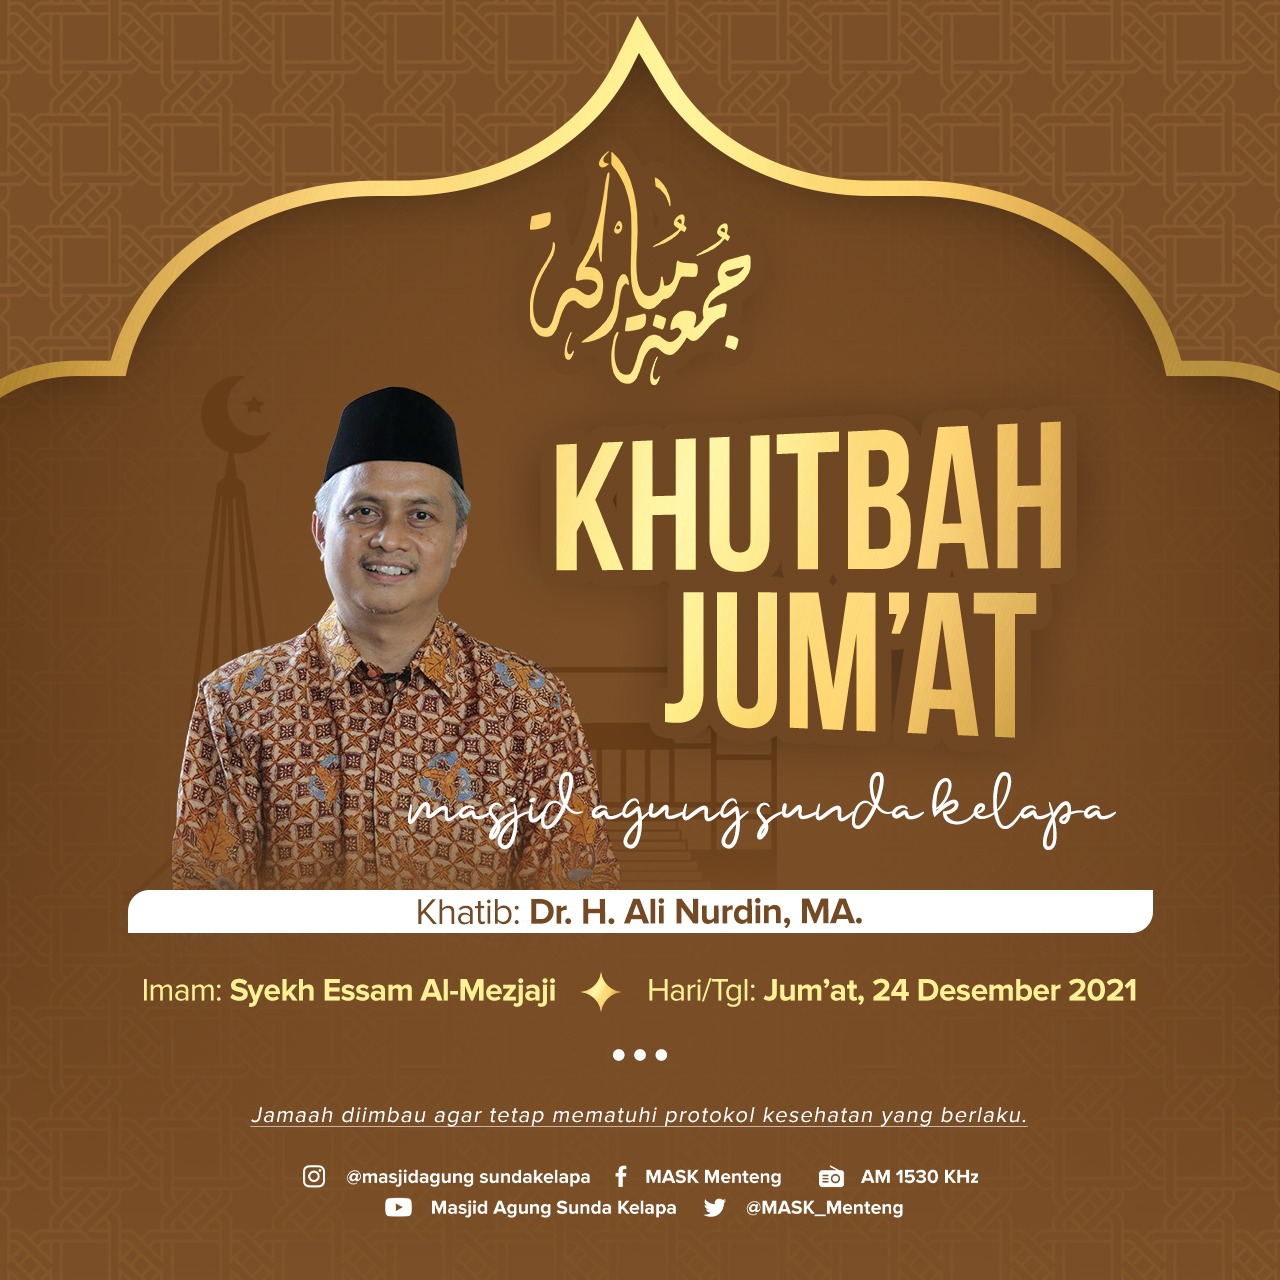 جُمعة مُباركة
KHUTBAH
JUM'AT
masjid agung sunda kelapa
Khatib: Dr. H. Ali Nurdin, MA.
Imam: Syekh Essam Al-Mezjaji Hari/Tgl: Jum'at, 24 Desember 2021
Jamaah diimbau agar tetap mematuhi protokol kesehatan yang berlaku.
@masjidagung sundakelapa MASK Menteng AM 1530 KHz
Masjid Agung Sunda Kelapa @MASK_Menteng